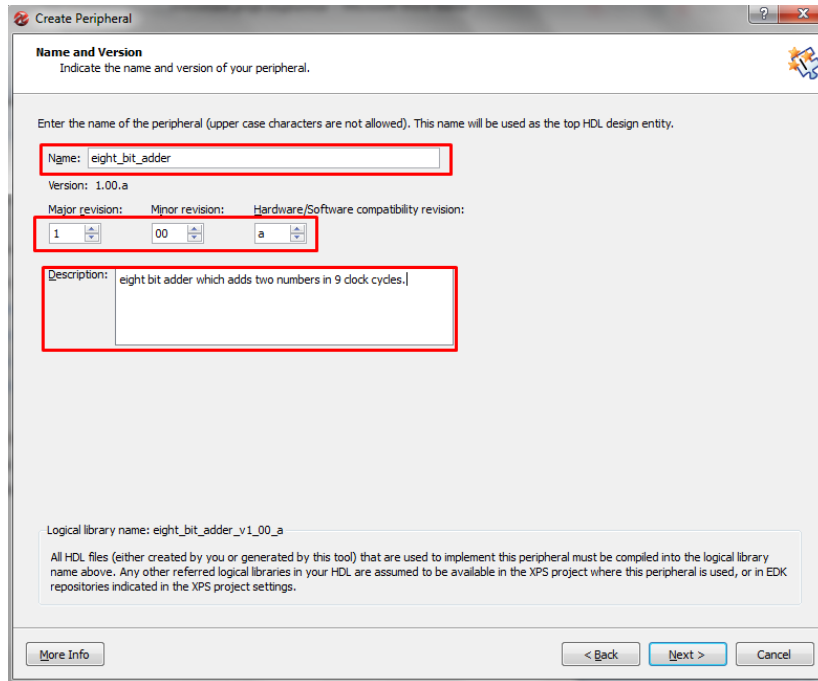 Create Peripheral
Name and Version
Indicate the name and version of your peripheral.
Enter the name of the peripheral (upper case characters are not allowed). This name will be used as the top HDL design entity.
Name: eight_bit_adder
Version: 1.00.a
Major revision: Minor revision: Hardware/Software compatibility revision:
1 00 a
Description: eight bit adder which adds two numbers in 9 clock cycles.
Logical library name: eight_bit_adder_v1_00_a
All HDL files (either created by you or generated by this tool) that are used to implement this peripheral must be compiled into the logical library
name above. Any other referred logical libraries in your HDL are assumed to be available in the XPS project where this peripheral is used, or in EDK
repositories indicated in the XPS project settings.
More Info < Back Next > Cancel